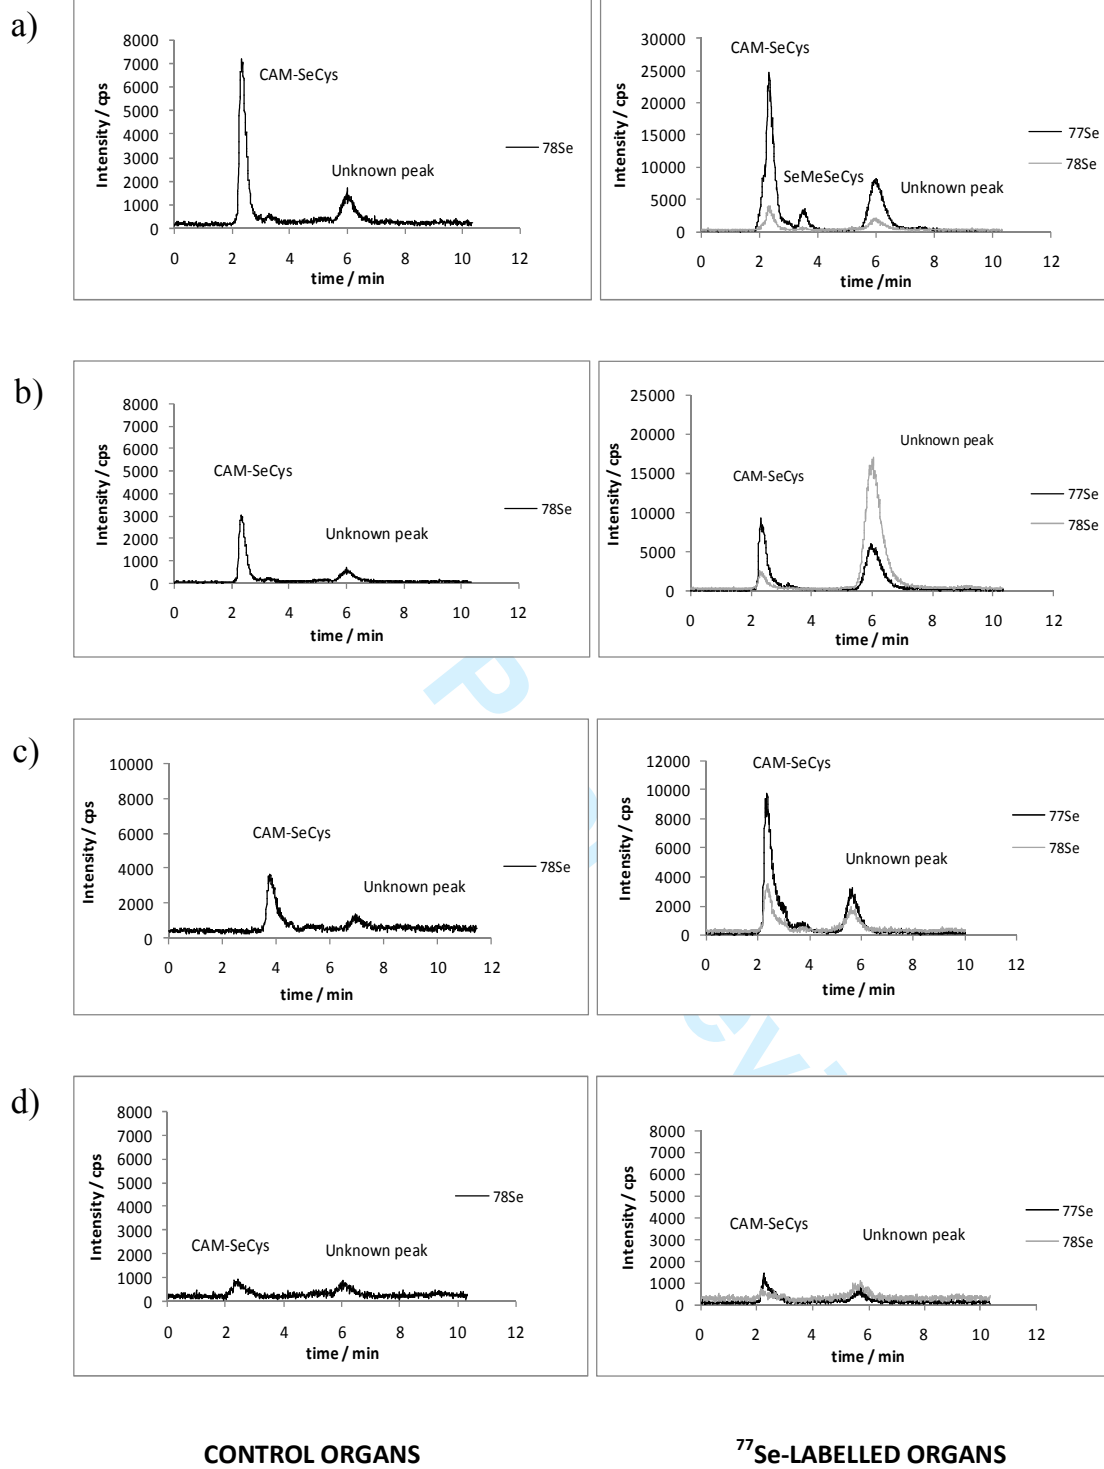 a)
8000
7000
6000
5000
4000
3000
2000
1000
0
Intensity / cps
CAM-SeCys
Unknown peak
78Se
0 2 4 6 8 10 12
time / min
30000
25000
20000
15000
10000
5000
0
Intensity / cps
CAM-SeCys
SeMeSeCys
Unknown peak
77Se
78Se
0 2 4 6 8 10 12
time /min
b)
8000
7000
6000
5000
4000
3000
2000
1000
0
Intensity / cps
CAM-SeCys
Unknown peak
78Se
0 2 4 6 8 10 12
time / min
25000
20000
15000
10000
5000
0
Intensity / cps
CAM-SeCys
Unknown peak
77Se
78Se
0 2 4 6 8 10 12
time / min
c)
10000
8000
6000
4000
2000
0
Intensity / cps
CAM-SeCys
Unknown peak
78Se
0 2 4 6 8 10 12
time / min
12000
10000
8000
6000
4000
2000
0
Intensity / cps
CAM-SeCys
Unknown peak
77Se
78Se
0 2 4 6 8 10 12
time / min
d)
8000
7000
6000
5000
4000
3000
2000
1000
0
Intensity / cps
CAM-SeCys
Unknown peak
78Se
0 2 4 6 8 10 12
time / min
8000
7000
6000
5000
4000
3000
2000
1000
0
Intensity / cps
CAM-SeCys
Unknown peak
77Se
78Se
0 2 4 6 8 10 12
time / min
CONTROL ORGANS
77Se-LABELLED ORGANS